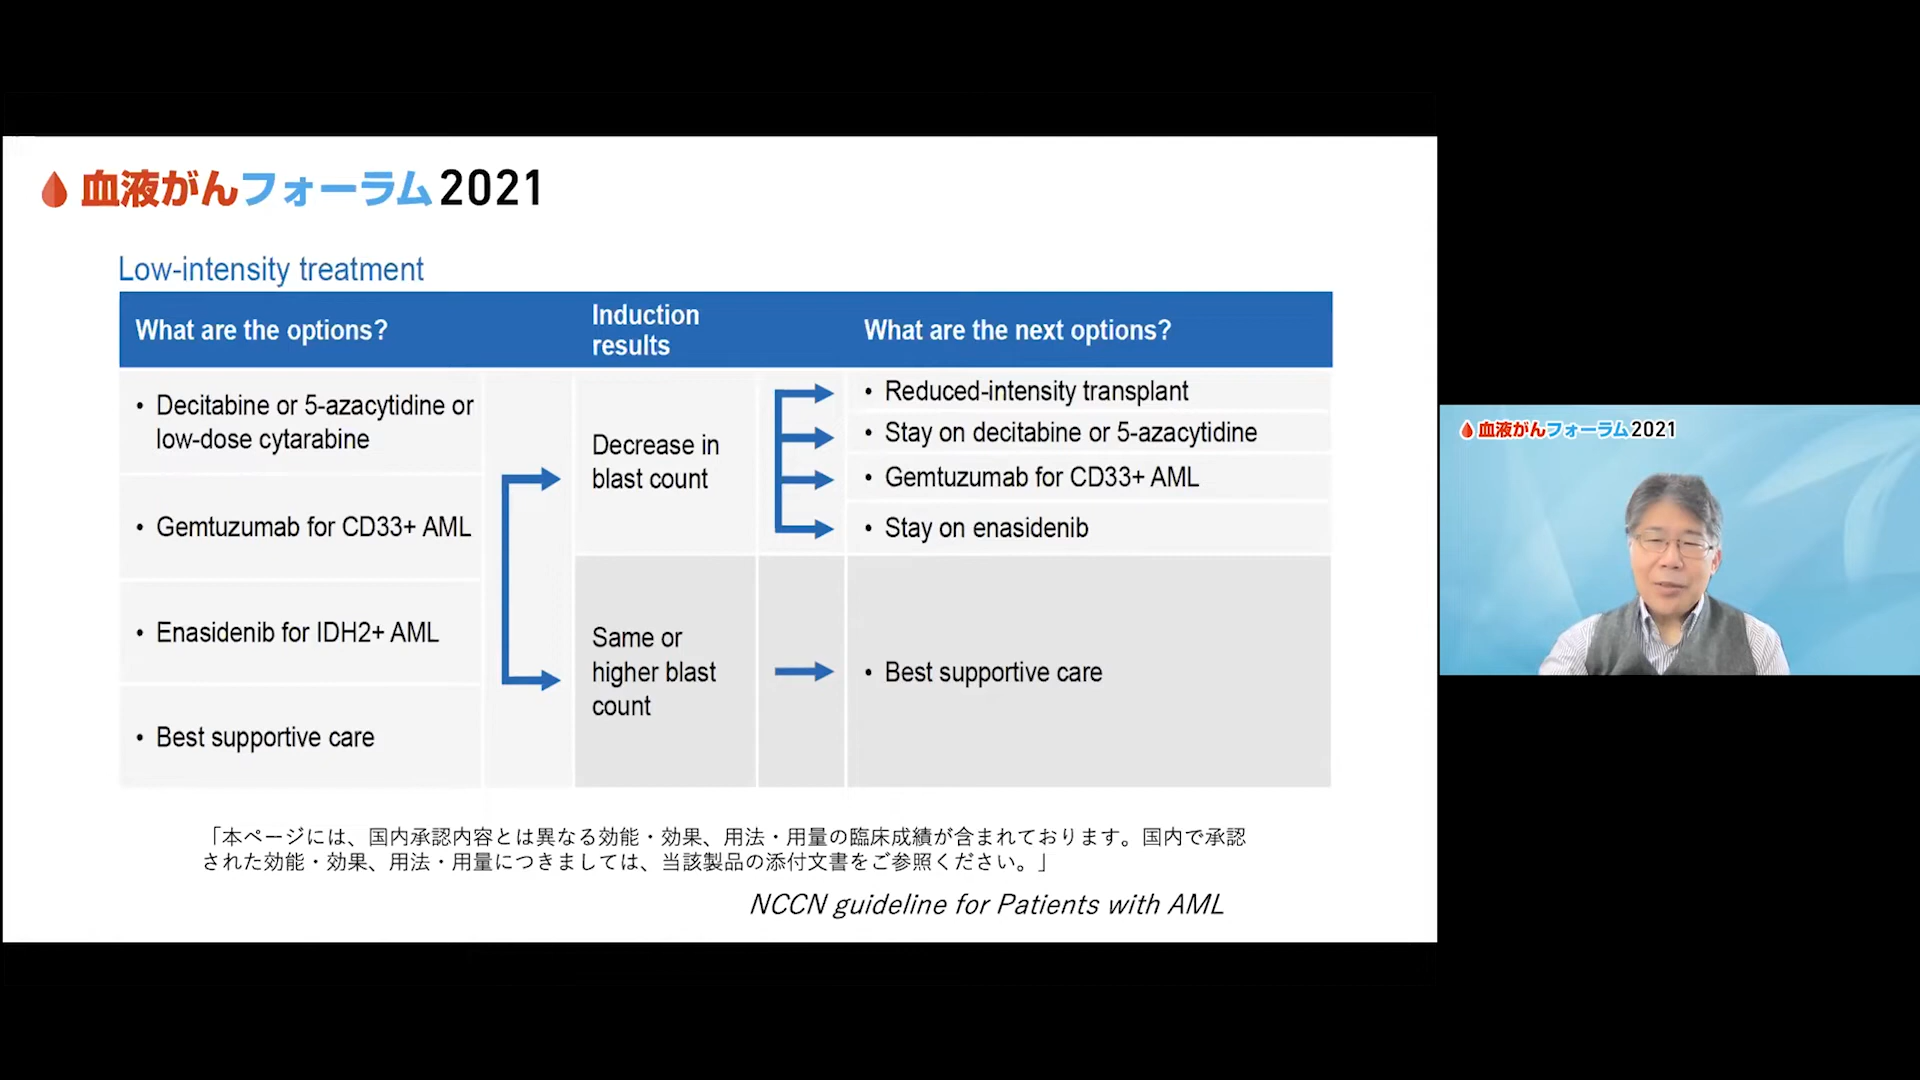 血液がんフォーラム2021
Low-intensity treatment
What are the options?
Induction
results
What are the next options?
• Decitabine or 5-azacytidine or
low-dose cytarabine
• Gemtuzumab for CD33+ AML
• Enasidenib for IDH2+ AML
• Best supportive care
Decrease in
blast count
Same or
higher blast
count
• Reduced-intensity transplant
• Stay on decitabine or 5-azacytidine
• Gemtuzumab for CD33+ AML
• Stay on enasidenib
• Best supportive care
「本ページには、国内承認内容とは異なる効能・効果、用法・用量の臨床成績が含まれております。国内で承認
された効能・効果、用法・用量につきましては、当該製品の添付文書をご参照ください。」
NCCN guideline for Patients with AML
血液がんフォーラム2021